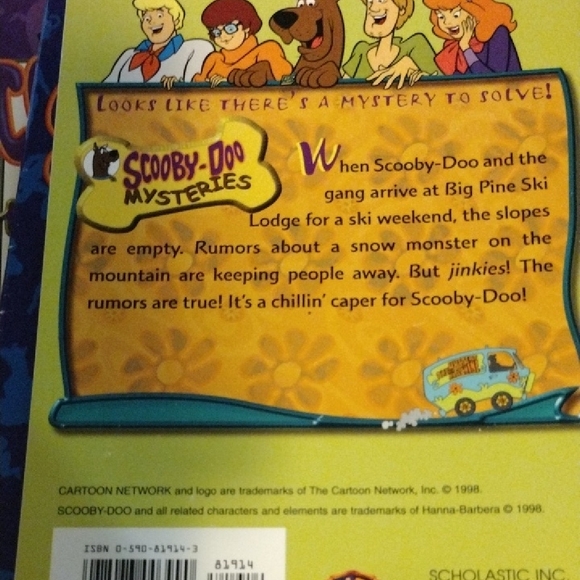 LOOKS LIKE THERE'S A MYSTERY TO SOLVE!
SCOOBY-DOO
MYSTERIES
When Scooby-Doo and the
gang arrive at Big Pine Ski
Lodge for a ski weekend, the slopes
are empty. Rumors about a snow monster on the
mountain are keeping people away. But jinkies! The
rumors are true! It's a chillin' caper for Scooby-Doo!
CARTOON NETWORK and logo are trademarks of The Cartoon Network, Inc. © 1998.
SCOOBY-DOO and all related characters and elements are trademarks of Hanna-Barbera © 1998.
ISBN 0-590-81914-3
81914
SCHOLASTIC INC.